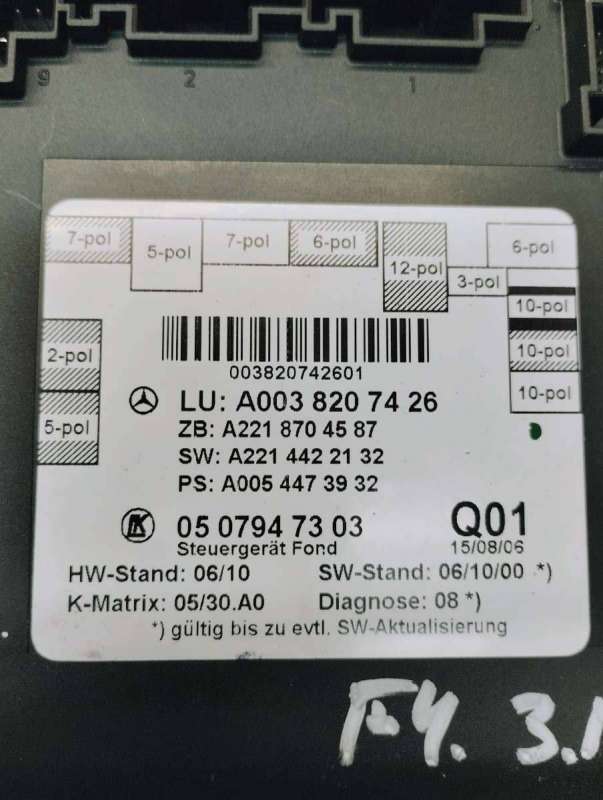 9 2 1
7-pol 5-pol 7-pol 6-pol 12-pol 3-pol 6-pol
10-pol
10-pol
10-pol
2-pol
5-pol
003820742601
LU: A003 820 74 26
ZB: A221 870 45 87
SW: A221 442 21 32
PS: A005 447 39 32
05 0794 73 03
Q01
Steuergerät Fond
15/08/06
HW-Stand: 06/10 SW-Stand: 06/10/00 *)
K-Matrix: 05/30.A0 Diagnose: 08 *)
*) gültig bis zu evtl. SW-Aktualisierung